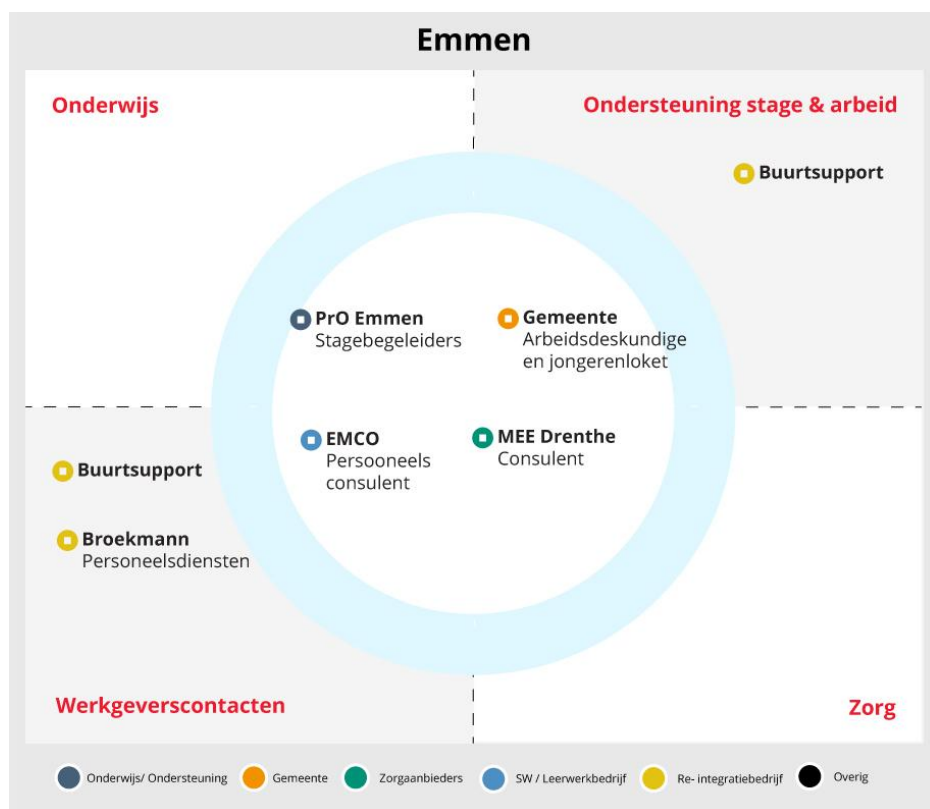 Emmen
Onderwijs
Ondersteuning stage & arbeid
Buurtsupport
PrO Emmen
Stagebegeleiders
Gemeente
Arbeidsdeskundige
en jongerenloket
EMCO
Persooneels
consulent
MEE Drenthe
Consulent
Buurtsupport
Broekmann
Personeelsdiensten
Werkgeverscontacten
Zorg
Onderwijs/ Ondersteuning
Gemeente
Zorgaanbieders
SW / Leerwerkbedrijf
Re- integratiebedrijf
Overig